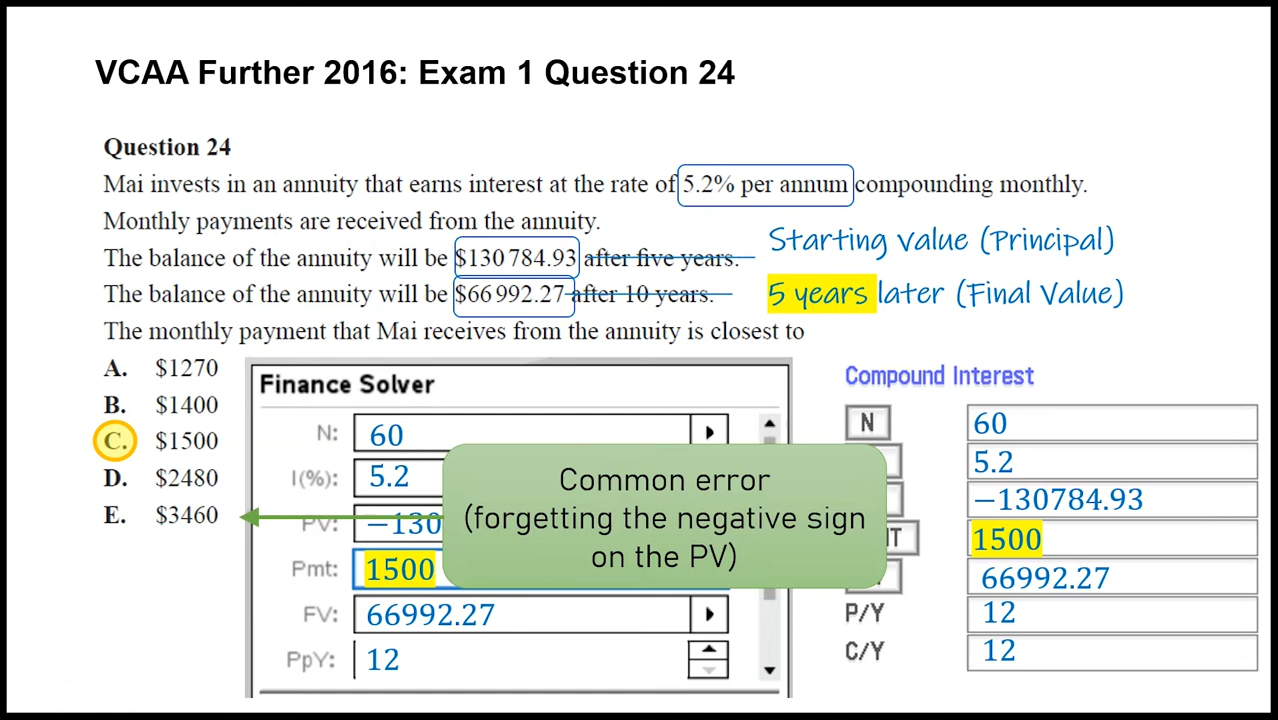 VCAA Further 2016: Exam 1 Question 24
Question 24
Mai invests in an annuity that earns interest at the rate of 5.2% per annum compounding monthly.
Monthly payments are received from the annuity.
The balance of the annuity will be $130 784.93 after five years.
Starting value (Principal)
The balance of the annuity will be $66 992.27 after 10 years.
5 years later (Final Value)
The monthly payment that Mai receives from the annuity is closest to
A. $1270
B. $1400
C. $1500
D. $2480
E. $3460
Finance Solver
N: 60
I(%): 5.2
PV: −130
Pmt: 1500
FV: 66992.27
PpY: 12
Common error
(forgetting the negative sign
on the PV)
Compound Interest
N 60
5.2
−130784.93
1500
66992.27
P/Y 12
C/Y 12